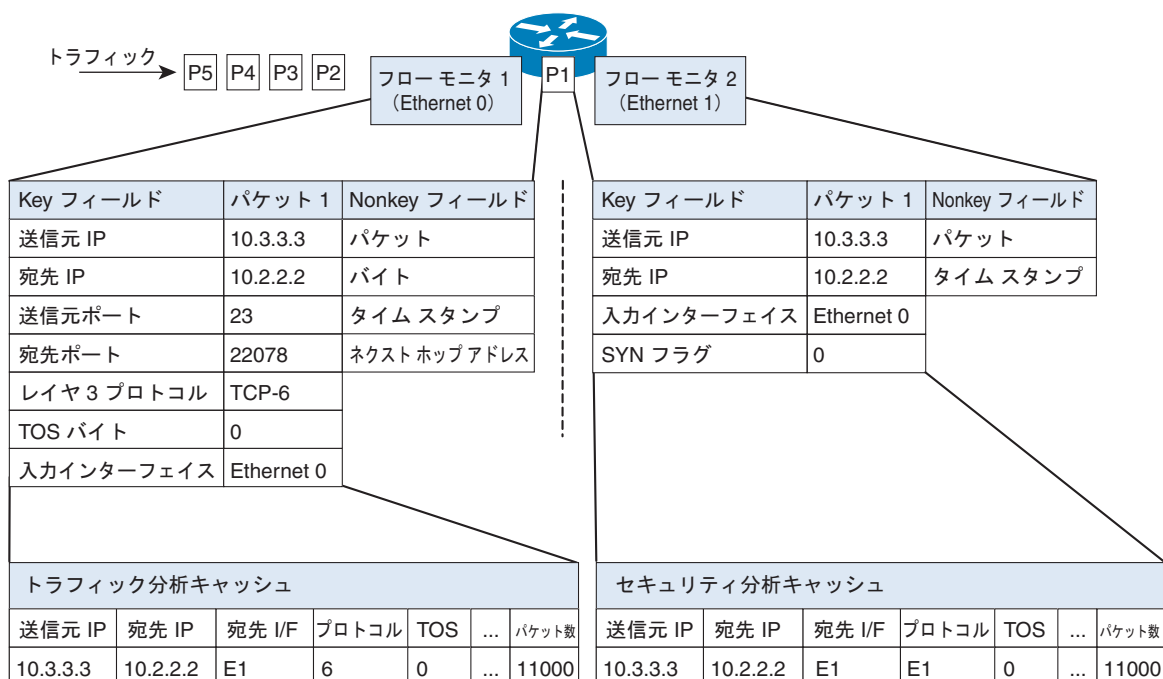 トラフィック
P5 P4 P3 P2
フロー モニタ 1
（Ethernet 0）
P1
フロー モニタ 2
（Ethernet 1）
Key フィールド パケット 1 Nonkey フィールド
送信元 IP 10.3.3.3 パケット
宛先 IP 10.2.2.2 バイト
送信元ポート 23 タイム スタンプ
宛先ポート 22078 ネクスト ホップ アドレス
レイヤ 3 プロトコル TCP-6
TOS バイト 0
入力インターフェイス Ethernet 0
Key フィールド パケット 1 Nonkey フィールド
送信元 IP 10.3.3.3 パケット
宛先 IP 10.2.2.2 タイム スタンプ
入力インターフェイス Ethernet 0
SYN フラグ 0
トラフィック分析キャッシュ
送信元 IP 宛先 IP 宛先 I/F プロトコル TOS ... パケット数
10.3.3.3 10.2.2.2 E1 6 0 ... 11000
セキュリティ分析キャッシュ
送信元 IP 宛先 IP 宛先 I/F プロトコル TOS ... パケット数
10.3.3.3 10.2.2.2 E1 E1 0 ... 11000